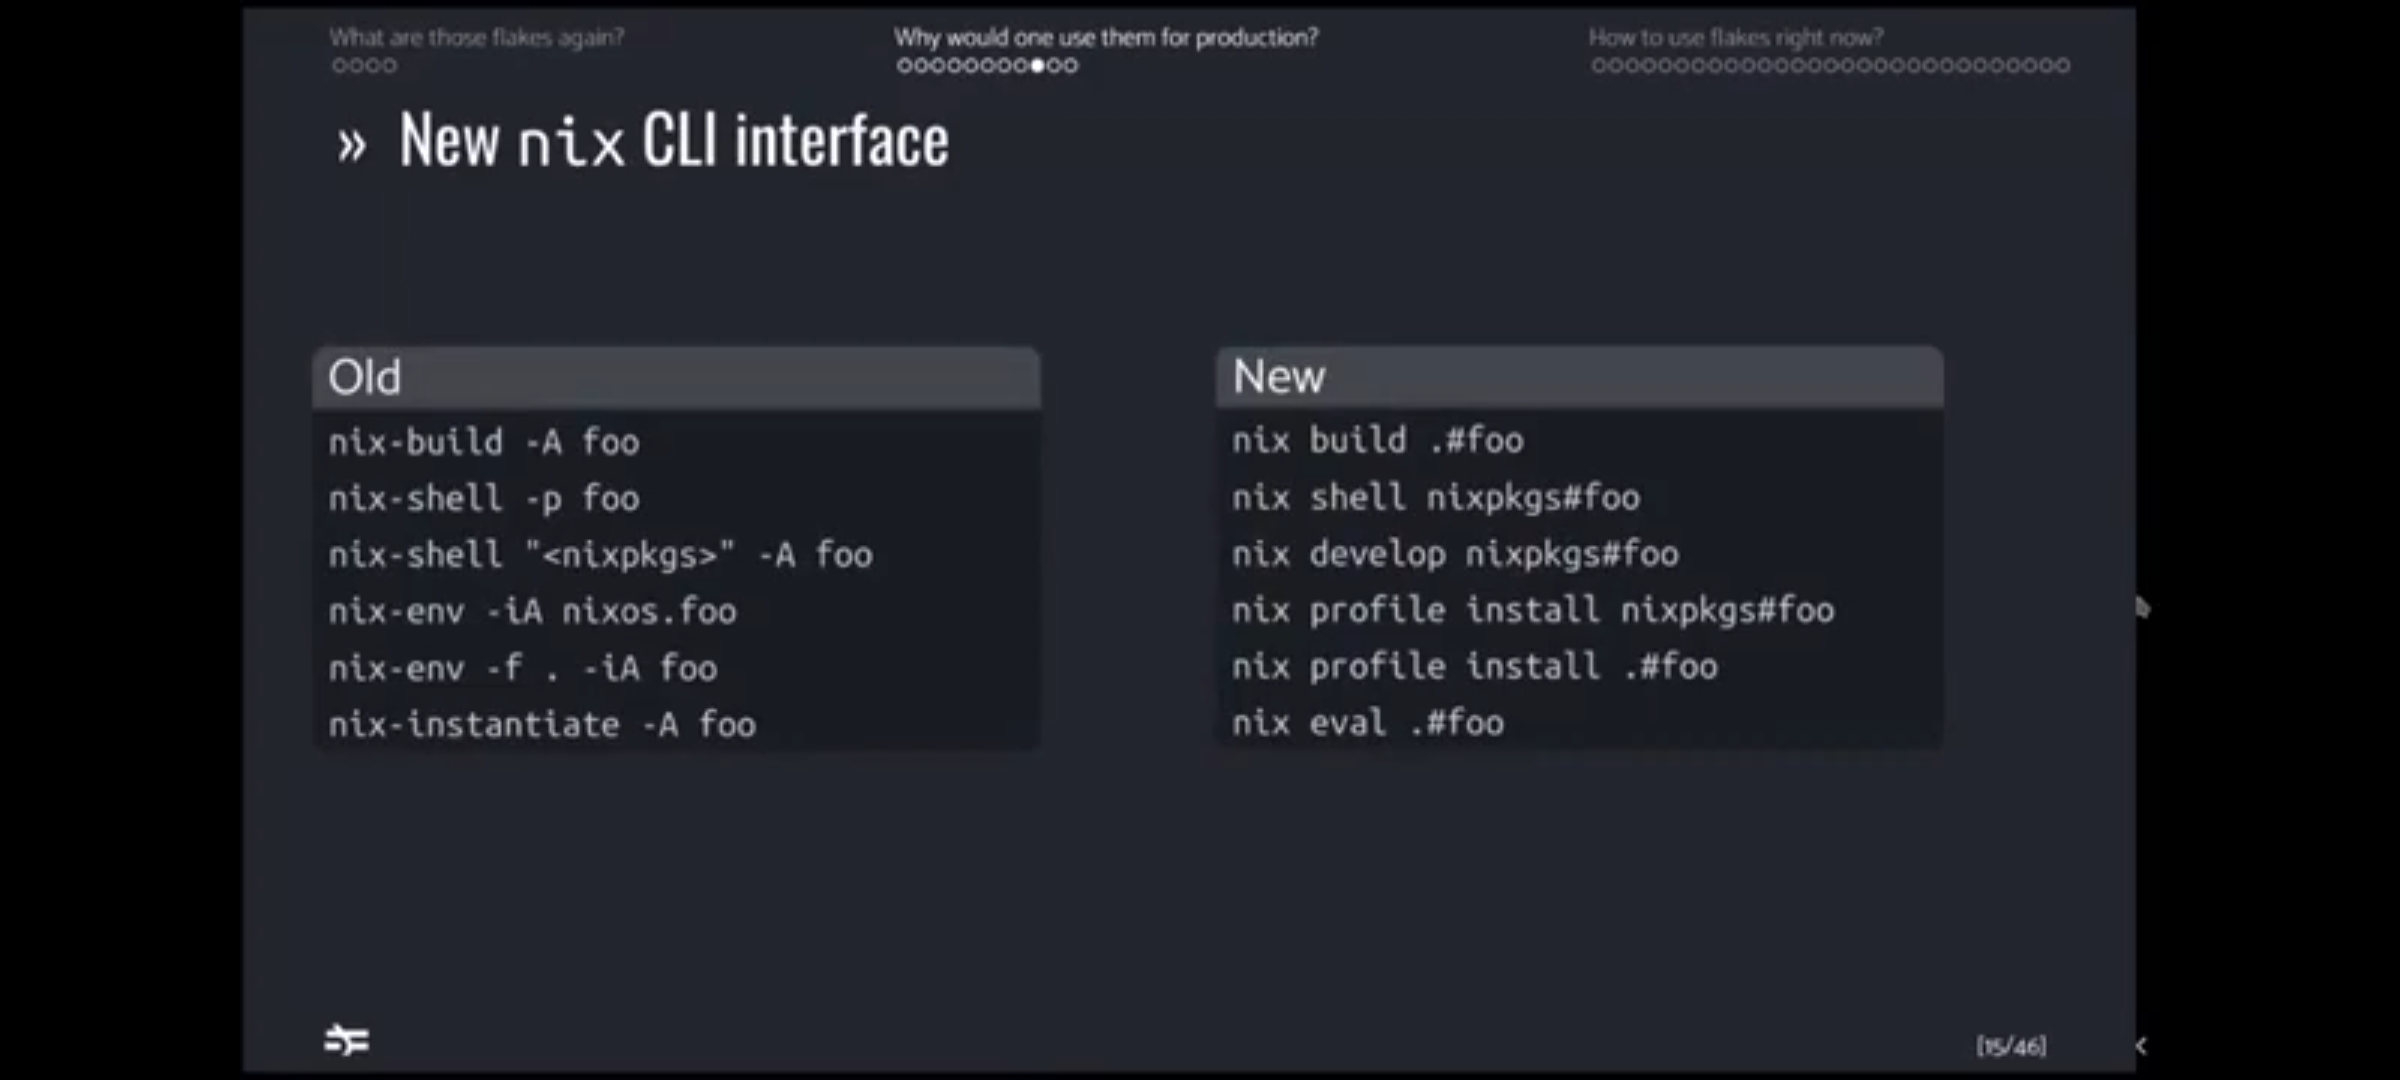 What are those flakes again?
Why would one use them for production?
How to use flakes right now?
» New nix CLI interface
Old
nix-build -A foo
nix-shell -p foo
nix-shell "<nixpkgs>" -A foo
nix-env -iA nixos.foo
nix-env -f . -iA foo
nix-instantiate -A foo
New
nix build .#foo
nix shell nixpkgs#foo
nix develop nixpkgs#foo
nix profile install nixpkgs#foo
nix profile install .#foo
nix eval .#foo
[15/46]